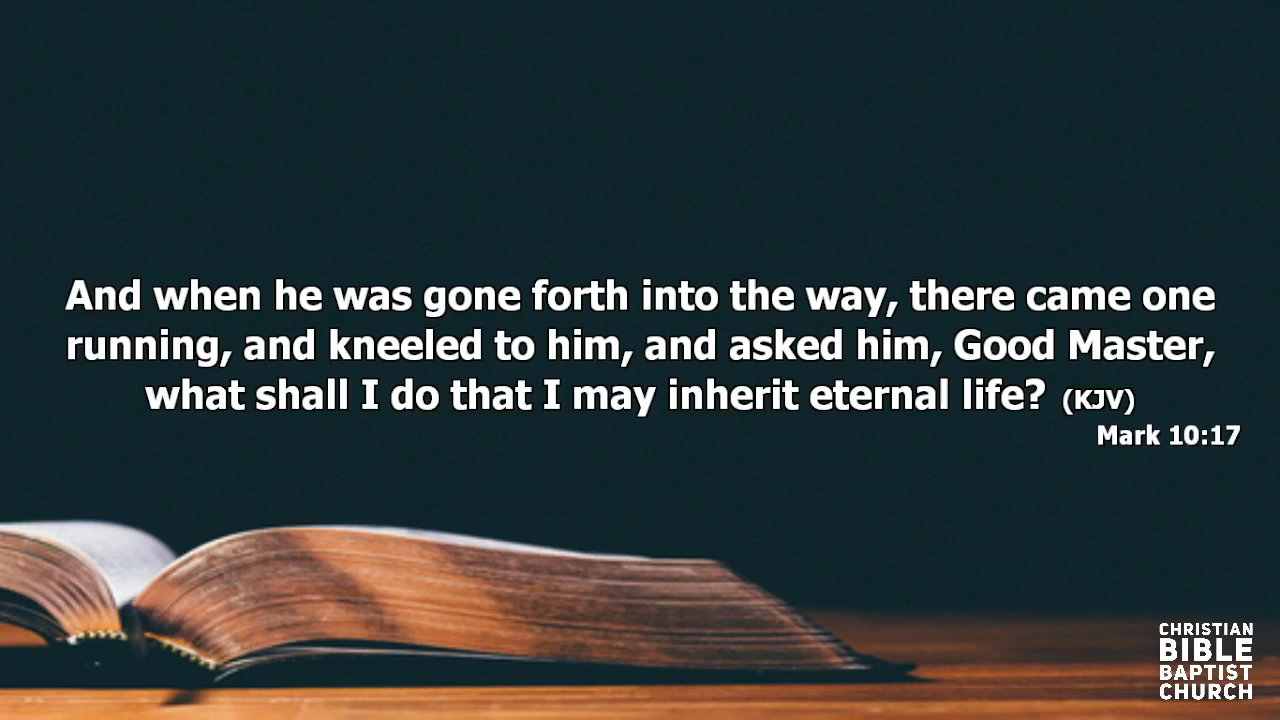 And when he was gone forth into the way, there came one
running, and kneeled to him, and asked him, Good Master,
what shall I do that I may inherit eternal life? (KJV)
Mark 10:17
CHRISTIAN
BIBLE
BAPTIST
CHURCH